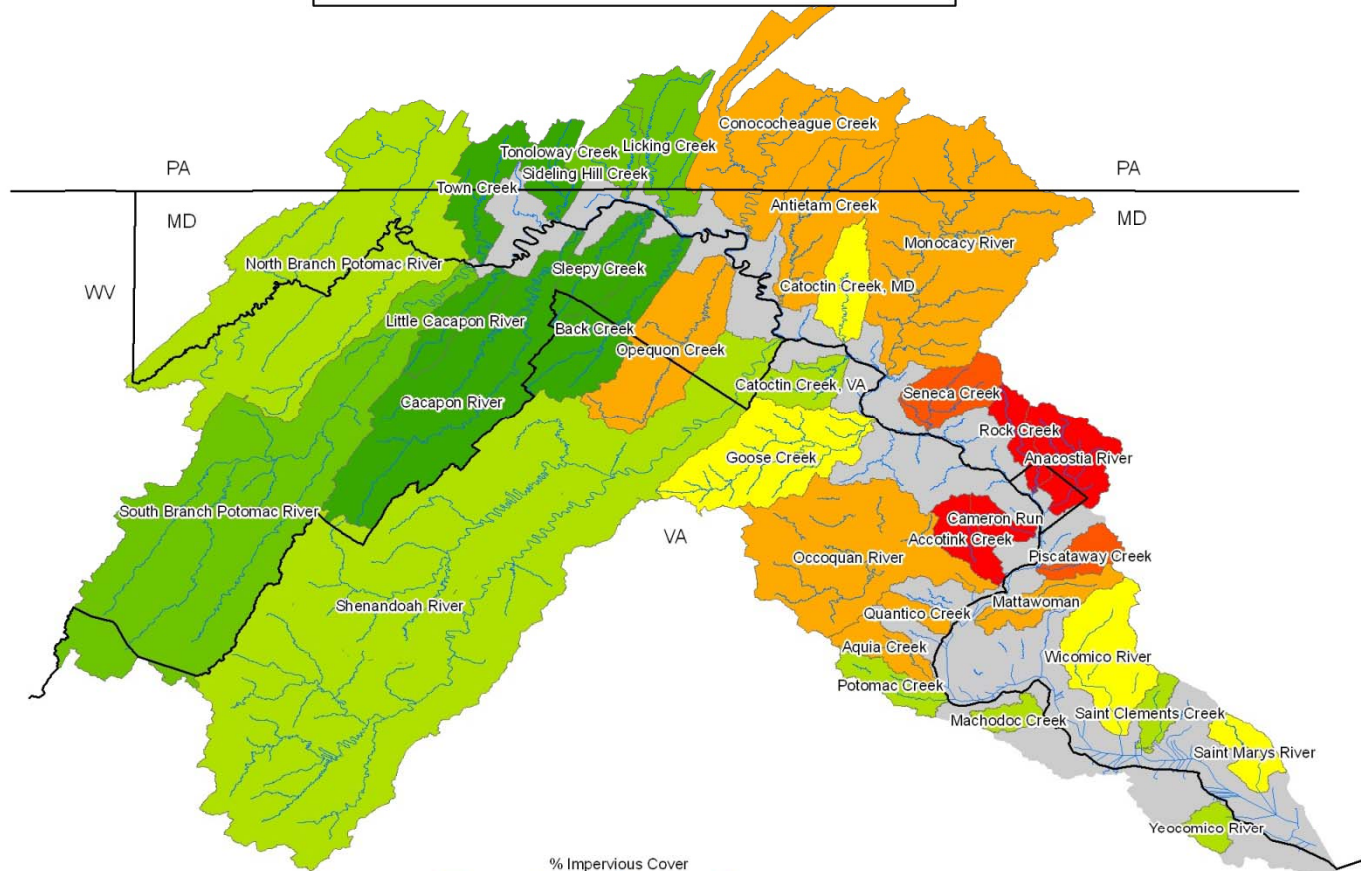 Conococheague Creek
Tonoloway Creek
Licking Creek
PA
PA
Sideling Hill Creek
Town Creek
MD
Antietam Creek
MD
Monocacy River
North Branch Potomac River
Sleepy Creek
Catoctin Creek, MD
WV
Little Cacapon River
Back Creek
Opequon Creek
Catoctin Creek, VA
Seneca Creek
Cacapon River
Rock Creek
Goose Creek
Anacostia River
South Branch Potomac River
Cameron Run
VA
Accotink Creek
Occoquan River
Piscataway Creek
Shenandoah River
Mattawoman
Quantico Creek
Aquia Creek
Wicomico River
Potomac Creek
Saint Clements Creek
Machodoc Creek
Saint Marys River
Yeocomico River
% Impervious Cover